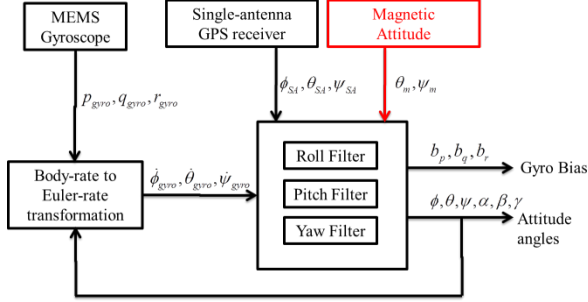 MEMS
Gyroscope
Single-antenna
GPS receiver
Magnetic
Attitude
p_gyro, q_gyro, r_gyro
ϕ_SA, θ_SA, ψ_SA
θ_m, ψ_m
Body-rate to
Euler-rate
transformation
ϕ̇_gyro, θ̇_gyro, ψ̇_gyro
Roll Filter
Pitch Filter
Yaw Filter
b_p, b_q, b_r
Gyro Bias
ϕ, θ, ψ, α, β, γ
Attitude
angles